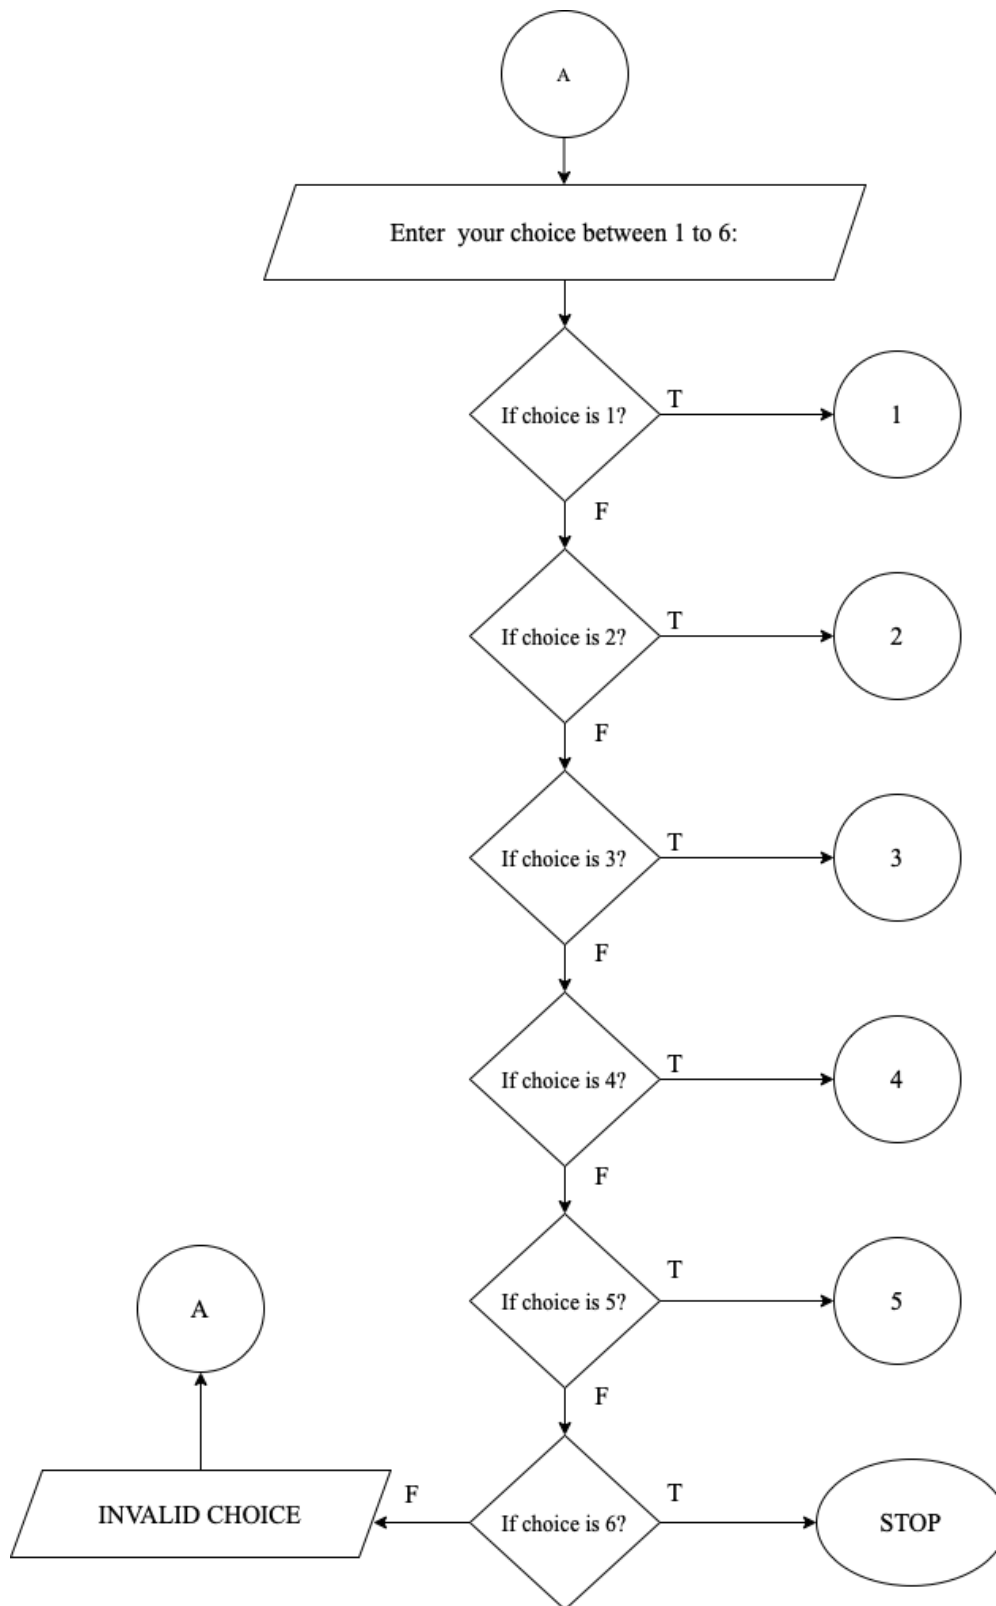 A
Enter  your choice between 1 to 6:
If choice is 1?
T
1
F
If choice is 2?
T
2
F
If choice is 3?
T
3
F
If choice is 4?
T
4
F
If choice is 5?
T
5
A
F
If choice is 6?
T
STOP
F
INVALID CHOICE